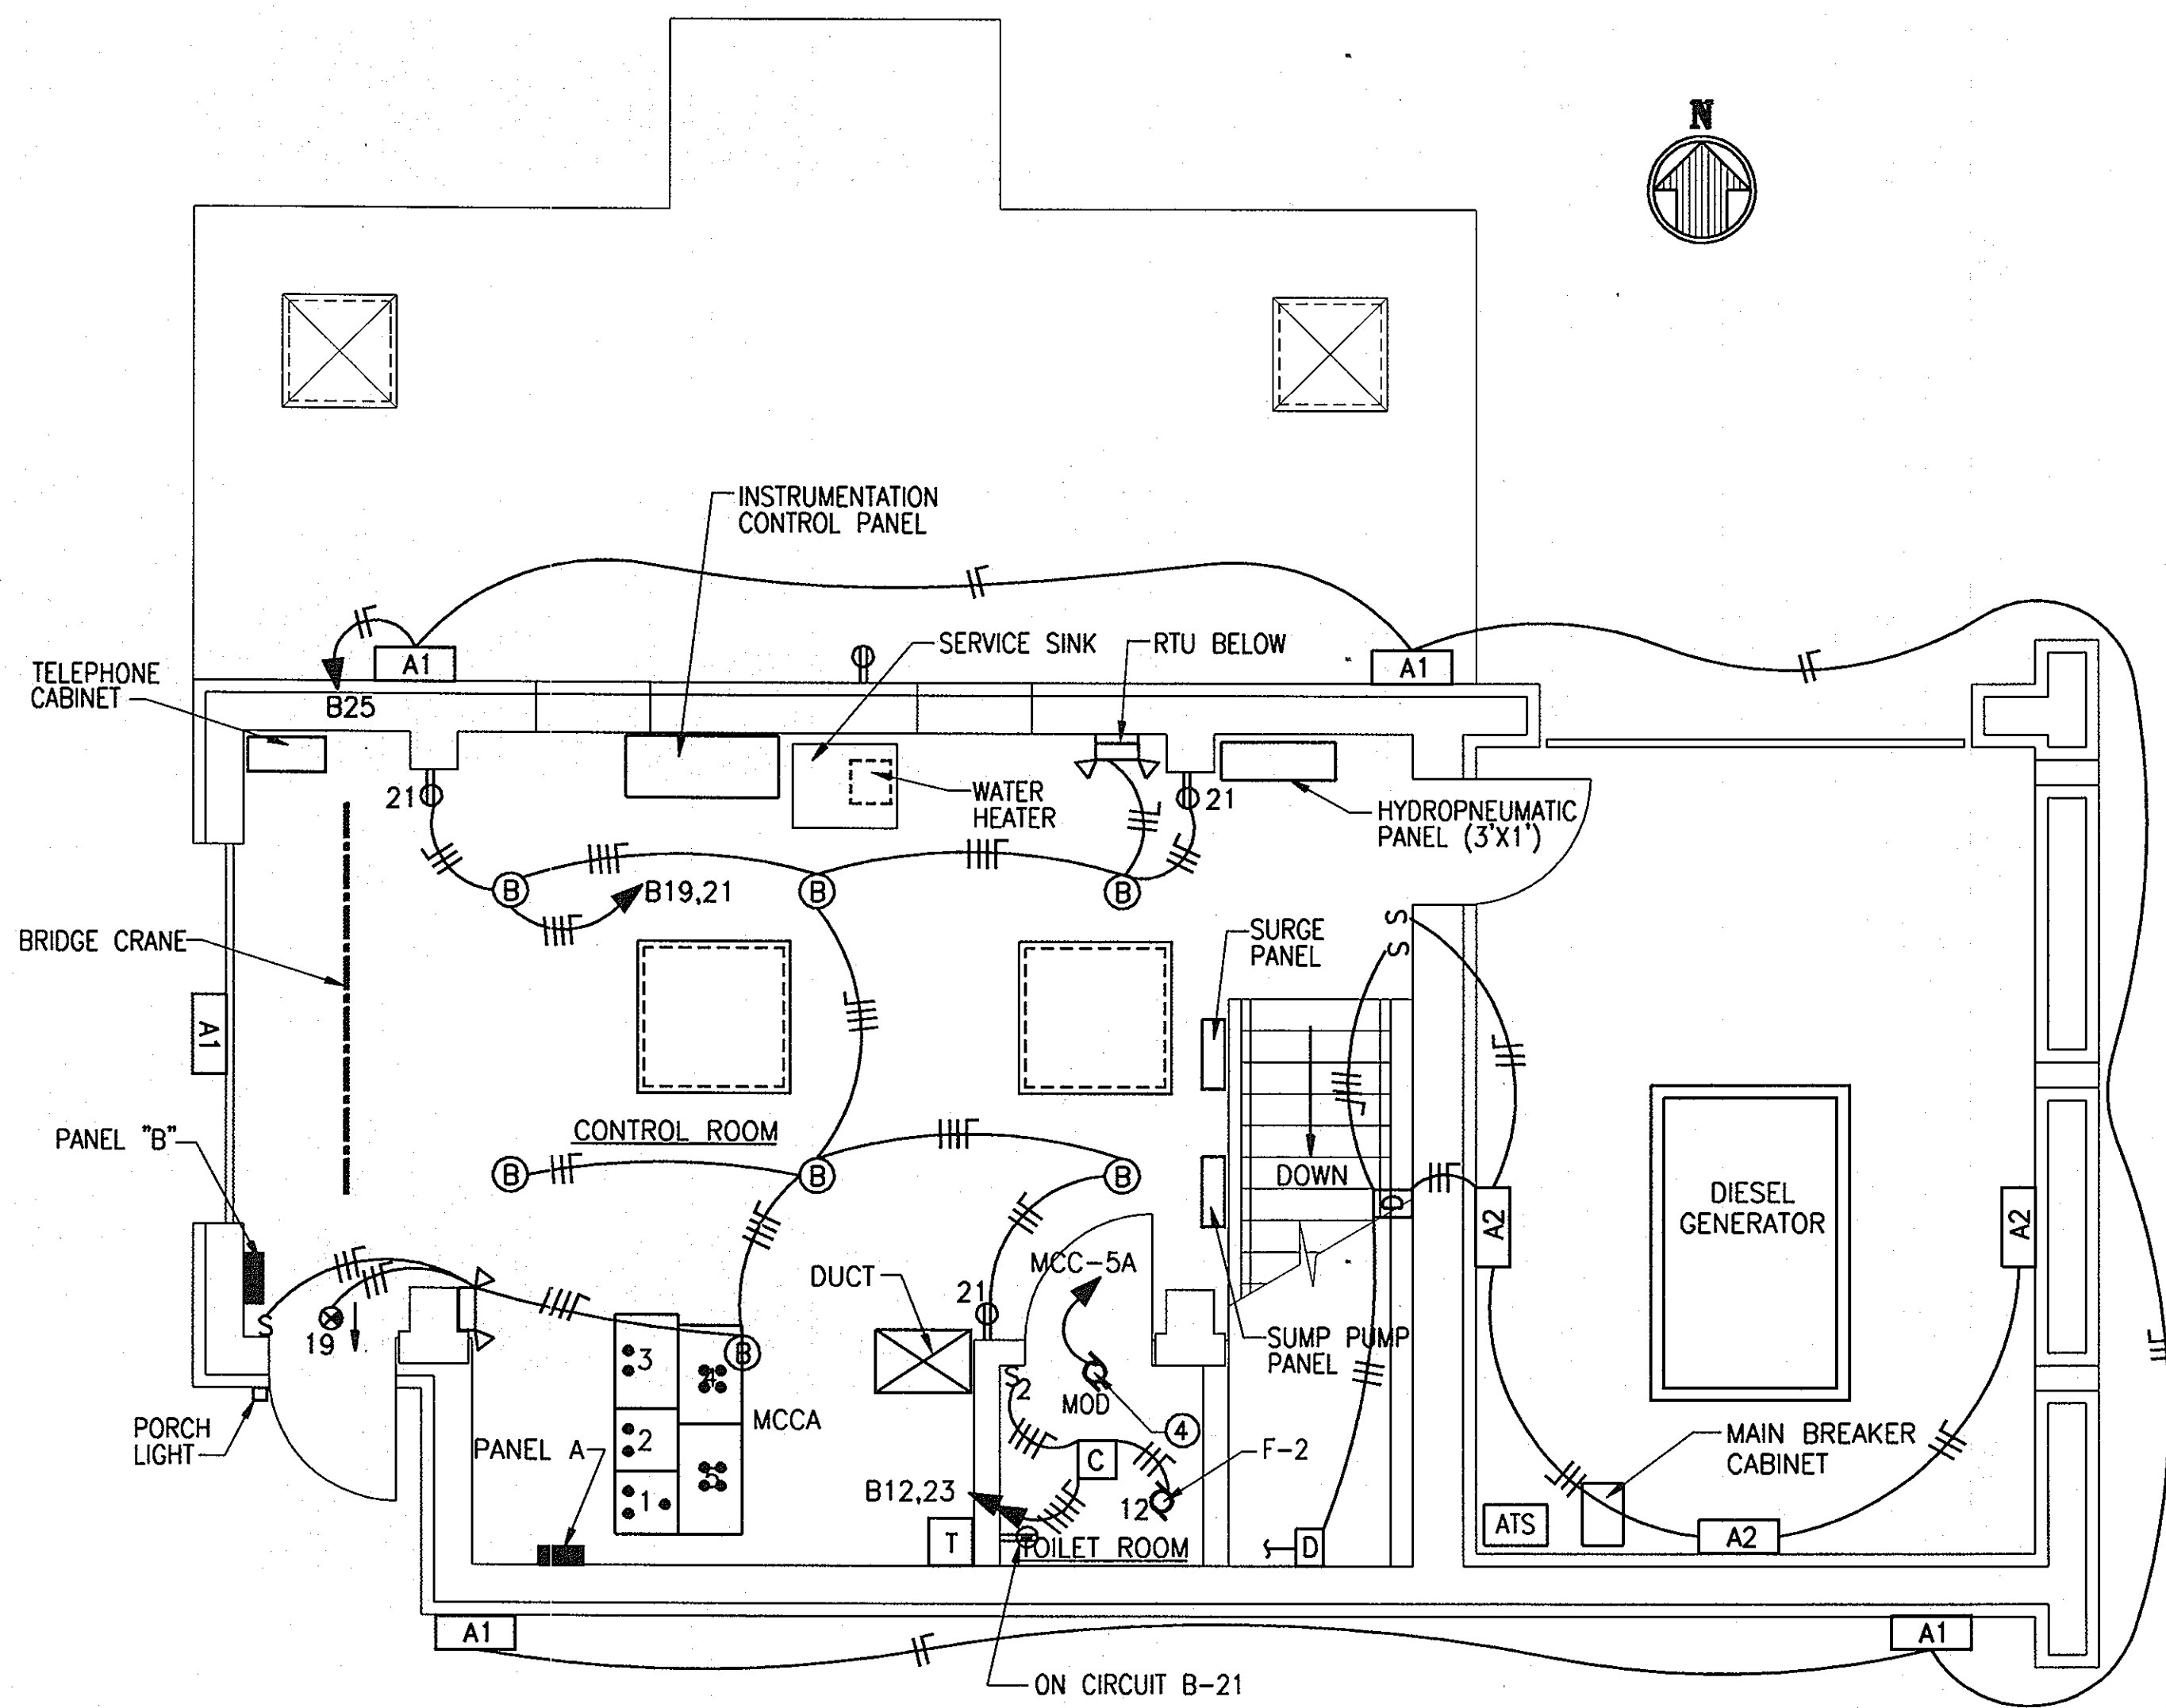 N
INSTRUMENTATION
CONTROL PANEL
SERVICE SINK
RTU BELOW
A1
A1
TELEPHONE
CABINET
B25
21
WATER
HEATER
21
HYDROPNEUMATIC
PANEL (3'X1')
B
B19,21
B
B
BRIDGE CRANE
SURGE
PANEL
S
S
A1
PANEL "B"
CONTROL ROOM
B
B
B
DOWN
D
A2
DIESEL
GENERATOR
A2
DUCT
MCC-5A
21
S
19
3
4
B
MCCA
SUMP PUMP
PANEL
S2
MOD
4
PORCH
LIGHT
PANEL A
2
C
F-2
MAIN BREAKER
CABINET
5
1
B12,23
12
ATS
A2
T
TOILET ROOM
D
A1
A1
ON CIRCUIT B-21